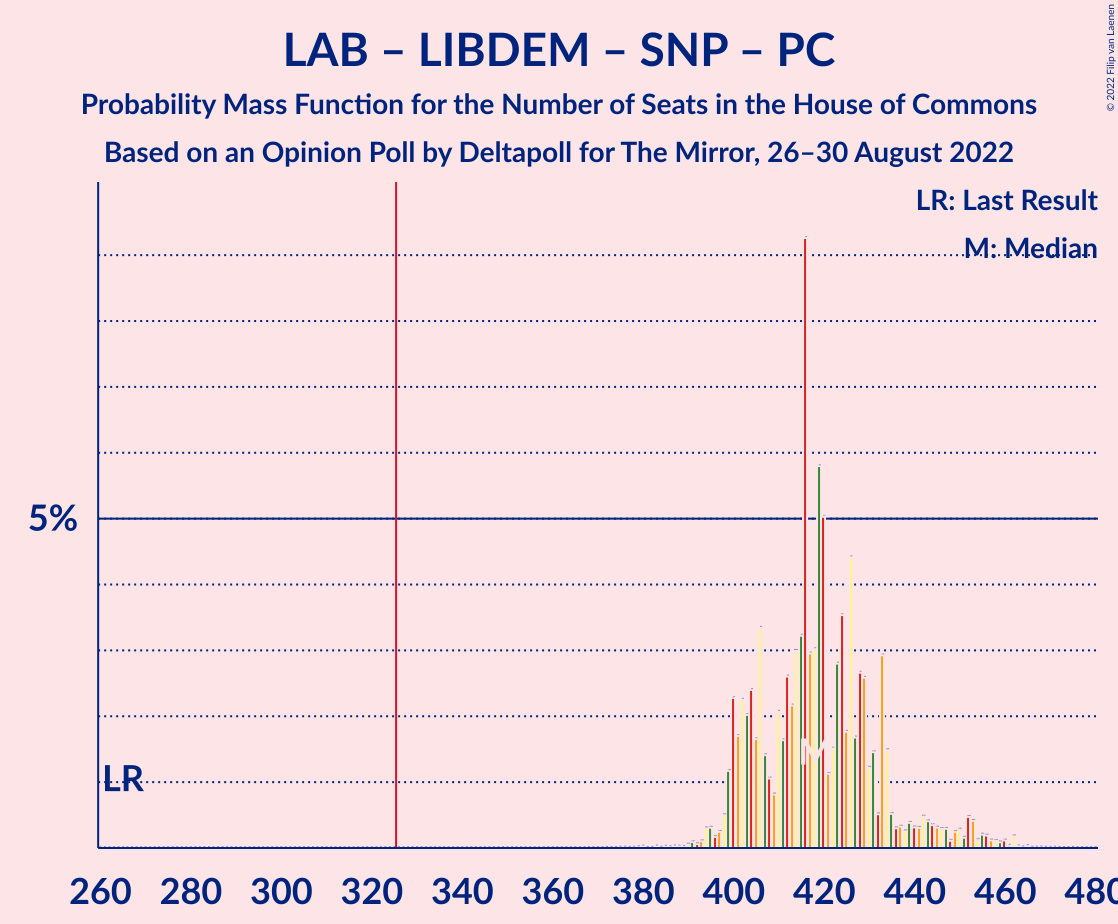 LAB – LIBDEM – SNP – PC
Probability Mass Function for the Number of Seats in the House of Commons
Based on an Opinion Poll by Deltapoll for The Mirror, 26–30 August 2022
© 2022 Filip van Laenen
LR: Last Result
M: Median
5%
LR
M
260 280 300 320 340 360 380 400 420 440 460 480